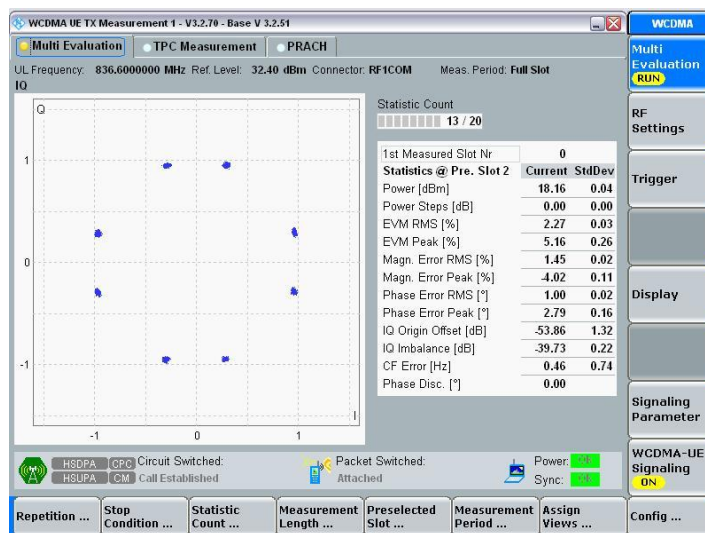 WCDMA UE TX Measurement 1 - V3.2.70 - Base V 3.2.51
WCDMA
Multi Evaluation
TPC Measurement
PRACH
UL Frequency: 836.6000000 MHz Ref. Level: 32.40 dBm Connector: RF1COM Meas. Period: Full Slot
IQ
Q
1
0
-1
-1 0 1
I
Statistic Count
13 / 20
1st Measured Slot Nr 0
Statistics @ Pre. Slot 2 Current StdDev
Power [dBm] 18.16 0.04
Power Steps [dB] 0.00 0.00
EVM RMS [%] 2.27 0.03
EVM Peak [%] 5.16 0.26
Magn. Error RMS [%] 1.45 0.02
Magn. Error Peak [%] -4.02 0.11
Phase Error RMS [°] 1.00 0.02
Phase Error Peak [°] 2.79 0.16
IQ Origin Offset [dB] -53.86 1.32
IQ Imbalance [dB] -39.73 0.22
CF Error [Hz] 0.46 0.74
Phase Disc. [°] 0.00
HSDPA CPC Circuit Switched:
HSUPA CM Call Established
Packet Switched:
Attached
Power:
Sync:
Multi
Evaluation
RUN
RF
Settings
Trigger
Display
Signaling
Parameter
WCDMA-UE
Signaling
ON
Repetition ...
Stop
Condition ...
Statistic
Count ...
Measurement
Length ...
Preselected
Slot ...
Measurement
Period ...
Assign
Views ...
Config ...